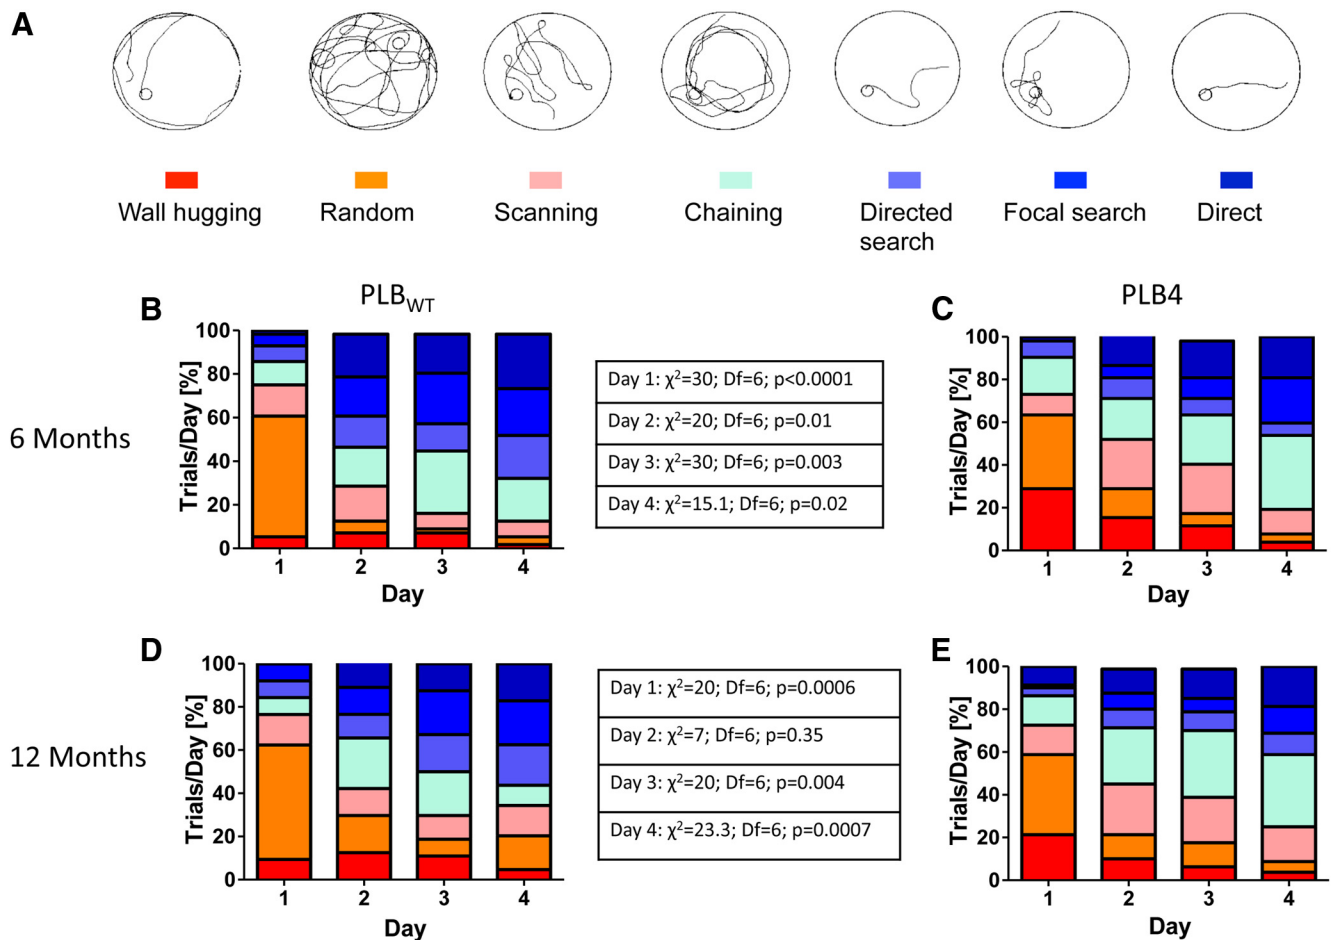 A
Wall hugging
Random
Scanning
Chaining
Directed
search
Focal search
Direct
PLBWT
PLB4
6 Months
B
Trials/Day [%]
100
80
60
40
20
0
1 2 3 4
Day
Day 1: χ²=30; Df=6; p<0.0001
Day 2: χ²=20; Df=6; p=0.01
Day 3: χ²=30; Df=6; p=0.003
Day 4: χ²=15.1; Df=6; p=0.02
C
Trials/Day [%]
100
80
60
40
20
0
1 2 3 4
Day
12 Months
D
Trials/Day [%]
100
80
60
40
20
0
1 2 3 4
Day
Day 1: χ²=20; Df=6; p=0.0006
Day 2: χ²=7; Df=6; p=0.35
Day 3: χ²=20; Df=6; p=0.004
Day 4: χ²=23.3; Df=6; p=0.0007
E
Trials/Day [%]
100
80
60
40
20
0
1 2 3 4
Day